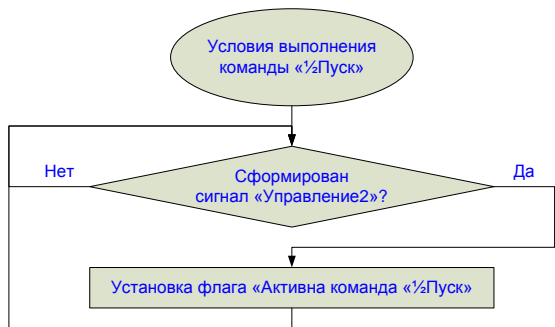 Условия выполнения
команды «½Пуск»
Нет
Сформирован
сигнал «Управление2»?
Да
Установка флага «Активна команда «½Пуск»